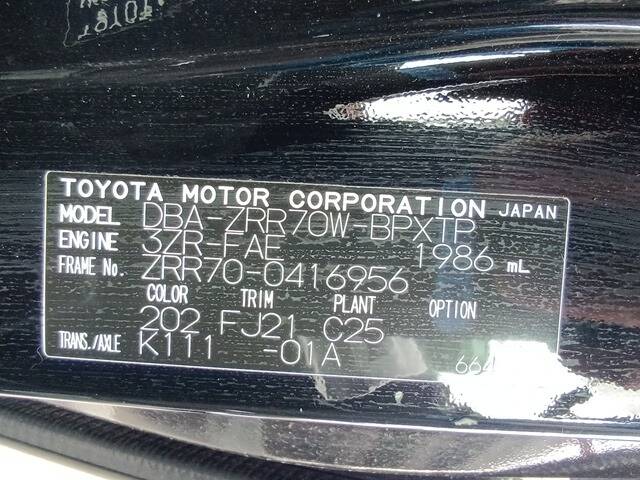 TOYOTA MOTOR CORPORATION JAPAN
MODEL DBA-ZRR70W-BPXTP
ENGINE 3ZR-FAE 1986 mL
FRAME No. ZRR70-0416956
COLOR TRIM PLANT OPTION
202 FJ21 C25
TRANS./AXLE K111 -01A